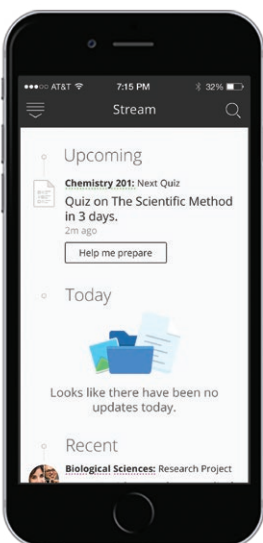 AT&T 7:15 PM 32%
Stream
Upcoming
Chemistry 201: Next Quiz
Quiz on The Scientific Method
in 3 days.
2m ago
Help me prepare
Today
Looks like there have been no
updates today.
Recent
Biological Sciences: Research Project